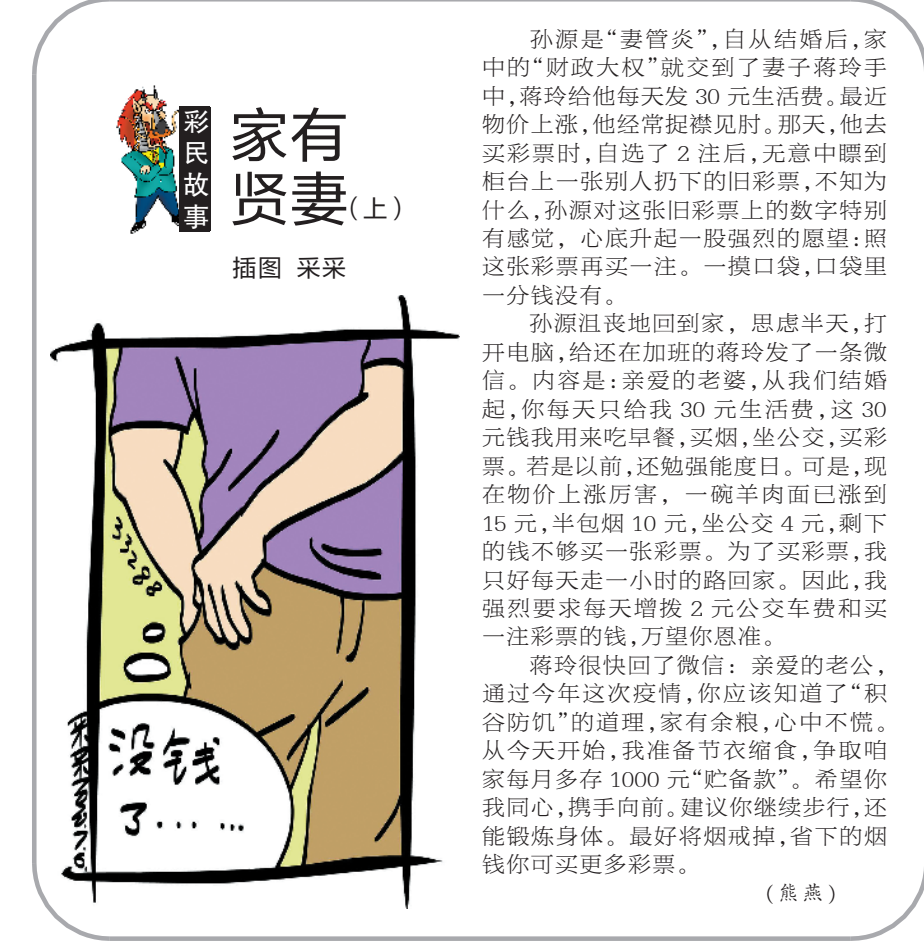 彩民故事
家有
贤妻(上)
插图 采采
孙源是“妻管炎”,自从结婚后,家
中的“财政大权”就交到了妻子蒋玲手
中,蒋玲给他每天发 30 元生活费。最近
物价上涨,他经常捉襟见肘。那天,他去
买彩票时,自选了 2 注后,无意中瞟到
柜台上一张别人扔下的旧彩票,不知为
什么,孙源对这张旧彩票上的数字特别
有感觉，心底升起一股强烈的愿望:照
这张彩票再买一注。一摸口袋,口袋里
一分钱没有。
孙源沮丧地回到家，思虑半天,打
开电脑,给还在加班的蒋玲发了一条微
信。内容是:亲爱的老婆,从我们结婚
起,你每天只给我 30 元生活费,这 30
元钱我用来吃早餐,买烟,坐公交,买彩
票。若是以前,还勉强能度日。可是,现
在物价上涨厉害，一碗羊肉面已涨到
15 元,半包烟 10 元,坐公交 4 元,剩下
的钱不够买一张彩票。为了买彩票,我
只好每天走一小时的路回家。因此,我
强烈要求每天增拨 2 元公交车费和买
一注彩票的钱,万望你恩准。
蒋玲很快回了微信：亲爱的老公,
通过今年这次疫情,你应该知道了“积
谷防饥”的道理,家有余粮,心中不慌。
从今天开始,我准备节衣缩食,争取咱
家每月多存 1000 元“贮备款”。希望你
我同心,携手向前。建议你继续步行,还
能锻炼身体。最好将烟戒掉,省下的烟
钱你可买更多彩票。
(熊燕)
333288
没钱
了... ...
采采